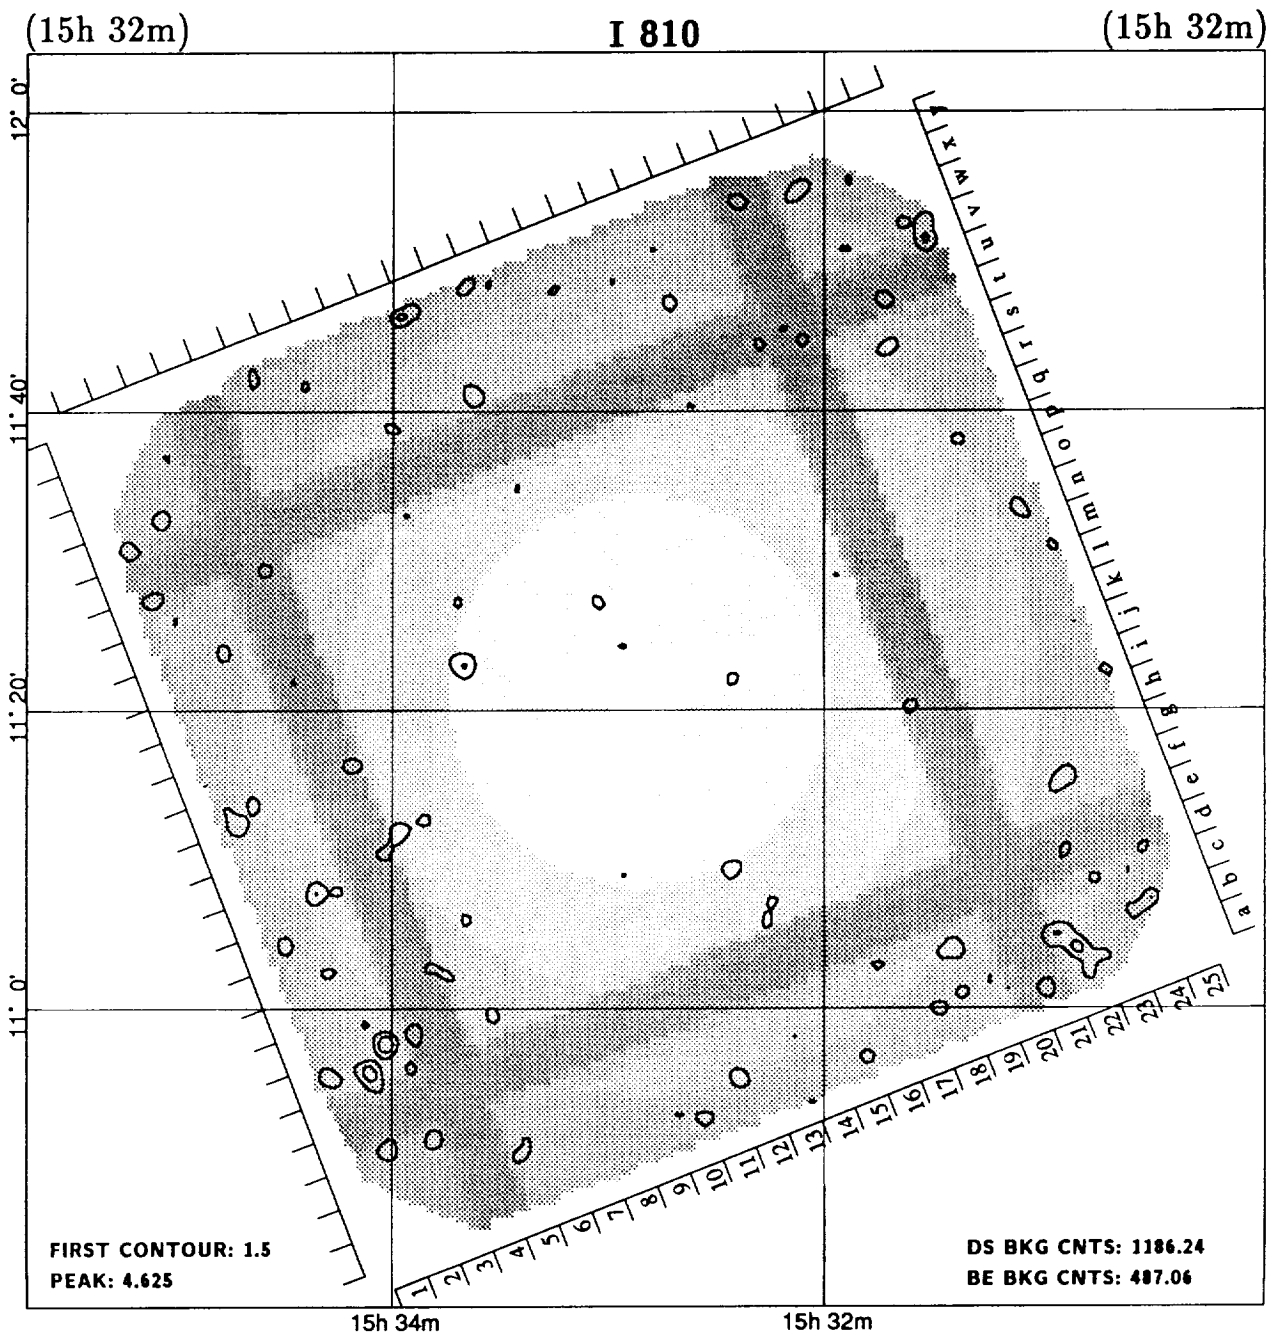 (15h 32m) I 810 (15h 32m)
12° 0'
11° 40'
11° 20'
11° 0'
y
x
w
v
u
t
s
r
q
p
o
n
m
l
k
j
i
h
g
f
e
d
c
b
a
1 2 3 4 5 6 7 8 9 10 11 12 13 14 15 16 17 18 19 20 21 22 23 24 25
FIRST CONTOUR: 1.5
PEAK: 4.625
DS BKG CNTS: 1186.24
BE BKG CNTS: 487.06
15h 34m 15h 32m